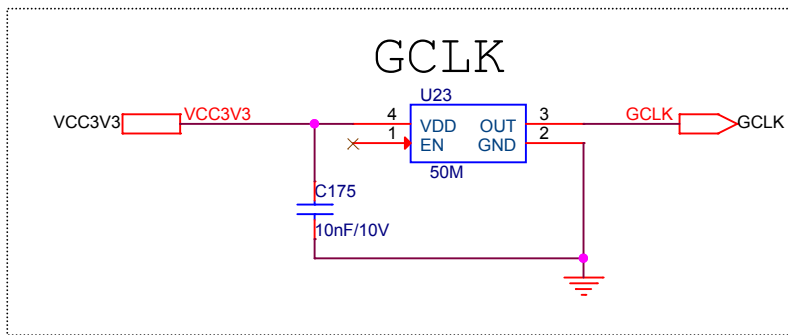 GCLK
U23
VCC3V3
VCC3V3
4
VDD
OUT
3
GCLK
GCLK
1
EN
GND
2
50M
C175
10nF/10V